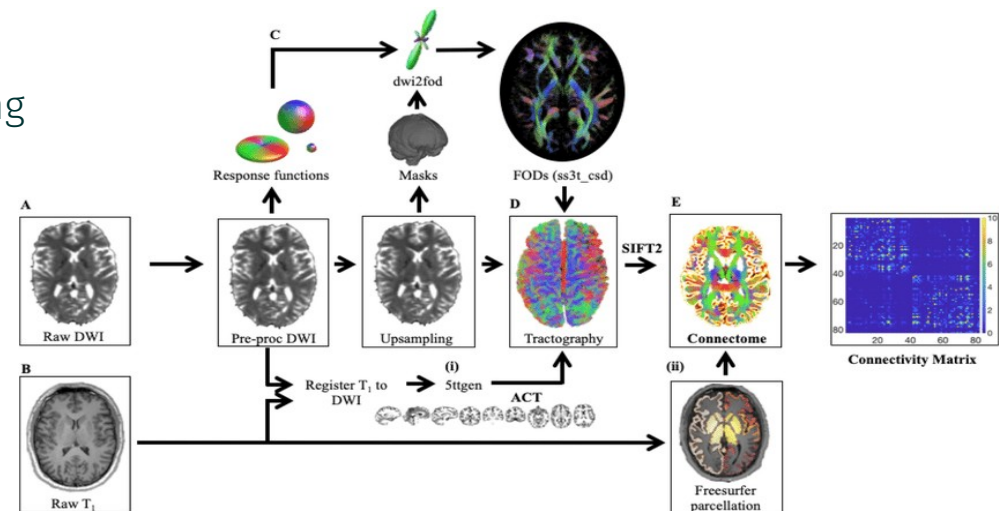 C
dwi2fod
Response functions
Masks
FODs (ss3t_csd)
A
D
E
SIFT2
10
8
6
4
2
0
20
40
60
80
20
40
60
80
Raw DWI
Pre-proc DWI
Upsampling
Tractography
Connectome
Connectivity Matrix
B
(i)
(ii)
Register T₁ to
DWI
5ttgen
ACT
Raw T₁
Freesurfer
parcellation